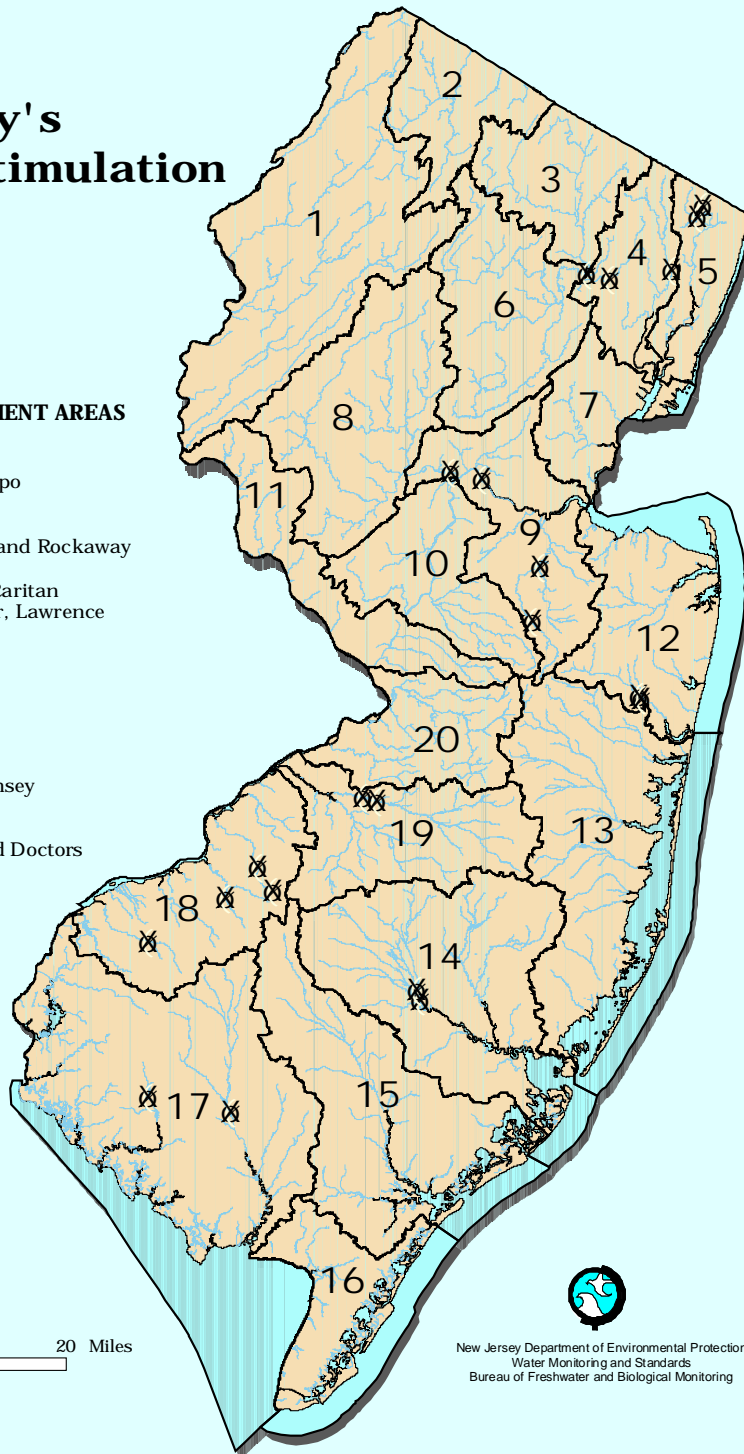 y's
timulation
MENT AREAS
po
and Rockaway
Raritan
r, Lawrence
nsey
d Doctors
20 Miles
1
2
3
4
5
6
7
8
9
10
11
12
13
14
15
16
17
18
19
20
New Jersey Department of Environmental Protection
Water Monitoring and Standards
Bureau of Freshwater and Biological Monitoring